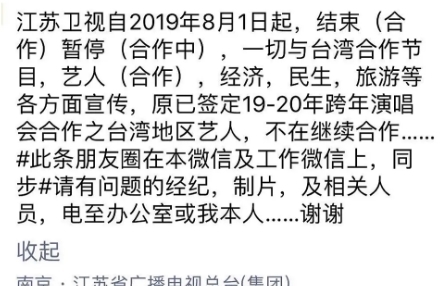 江苏卫视自2019年8月1日起，结束（合
作）暂停（合作中），一切与台湾合作节
目，艺人（合作），经济，民生，旅游等
各方面宣传，原已签定19-20年跨年演唱
会合作之台湾地区艺人，不在继续合作……
#此条朋友圈在本微信及工作微信上，同
步#请有问题的经纪，制片，及相关人
员，电至办公室或我本人……谢谢
收起
南京·江苏省广播电视总台(集团)